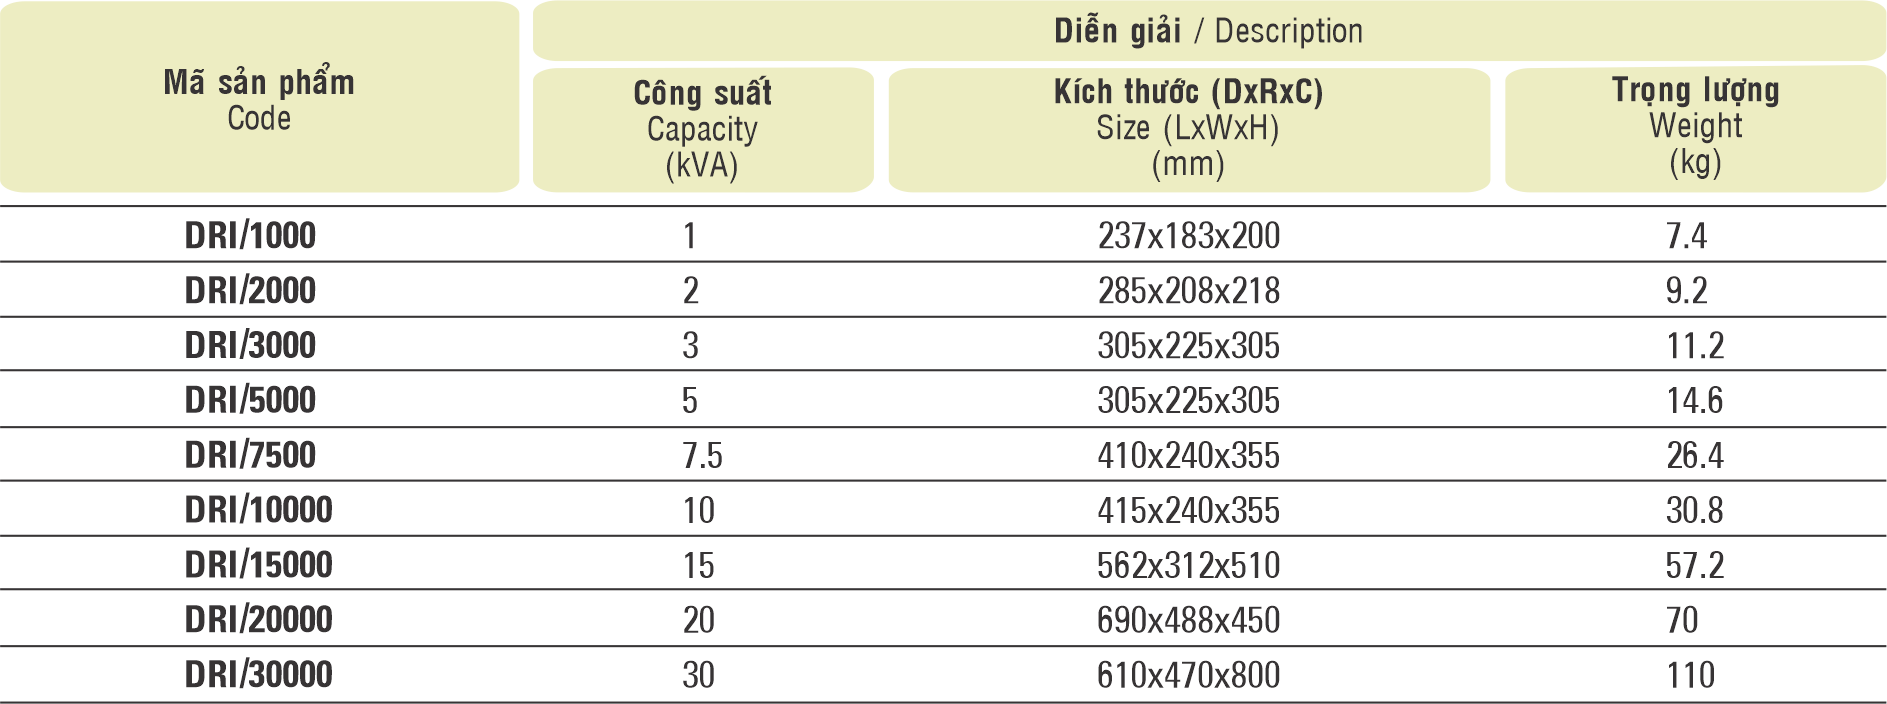 Mã sản phẩm
Code
Diễn giải / Description
Công suất
Capacity
(kVA)
Kích thước (DxRxC)
Size (LxWxH)
(mm)
Trọng lượng
Weight
(kg)
DRI/1000 1 237x183x200 7.4
DRI/2000 2 285x208x218 9.2
DRI/3000 3 305x225x305 11.2
DRI/5000 5 305x225x305 14.6
DRI/7500 7.5 410x240x355 26.4
DRI/10000 10 415x240x355 30.8
DRI/15000 15 562x312x510 57.2
DRI/20000 20 690x488x450 70
DRI/30000 30 610x470x800 110